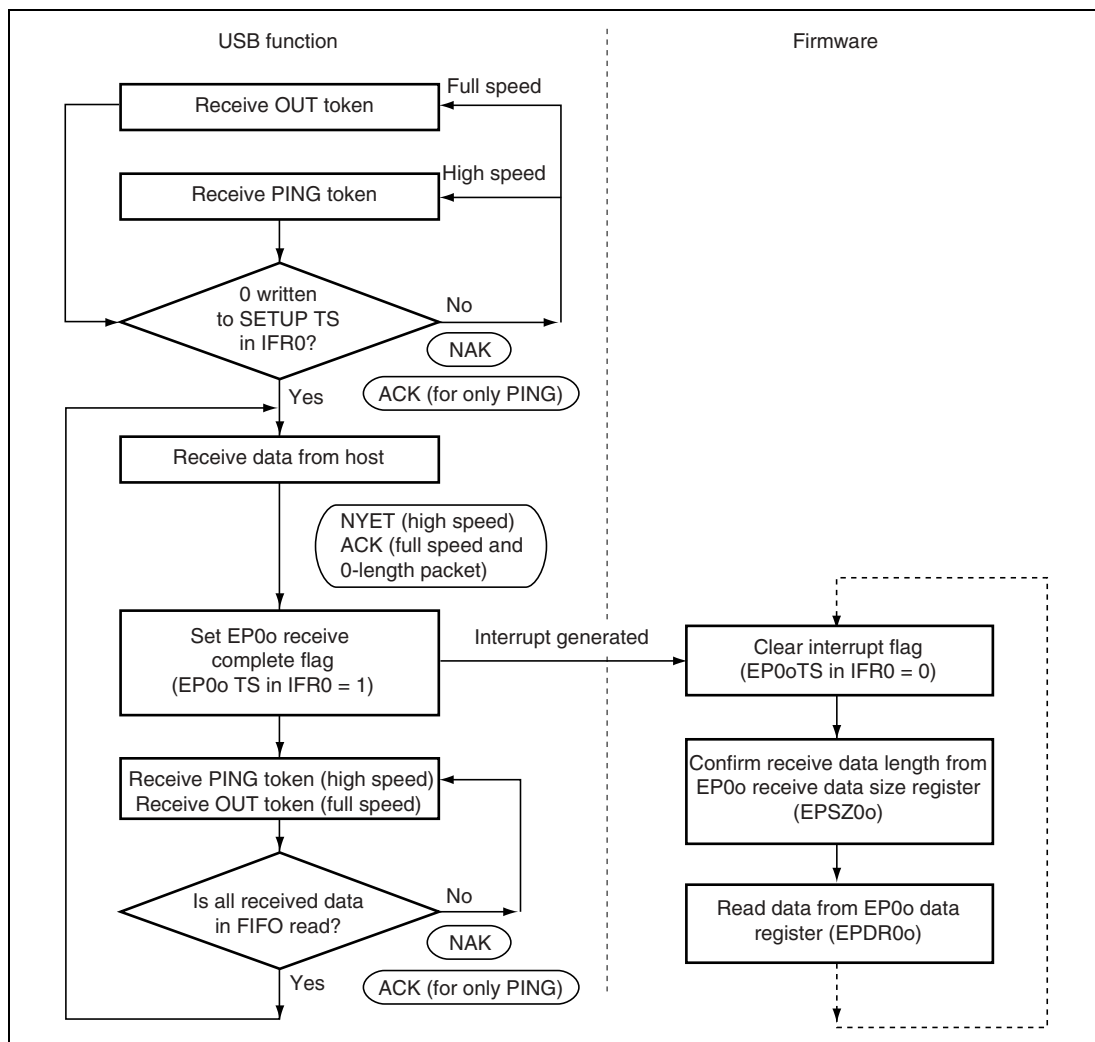 USB function
Firmware
Full speed
Receive OUT token
High speed
Receive PING token
0 written
to SETUP TS
in IFR0?
No
NAK
Yes
ACK (for only PING)
Receive data from host
NYET (high speed)
ACK (full speed and
0-length packet)
Set EP0o receive
complete flag
(EP0o TS in IFR0 = 1)
Interrupt generated
Clear interrupt flag
(EP0oTS in IFR0 = 0)
Receive PING token (high speed)
Receive OUT token (full speed)
Confirm receive data length from
EP0o receive data size register
(EPSZ0o)
Is all received data
in FIFO read?
No
NAK
Yes
ACK (for only PING)
Read data from EP0o data
register (EPDR0o)